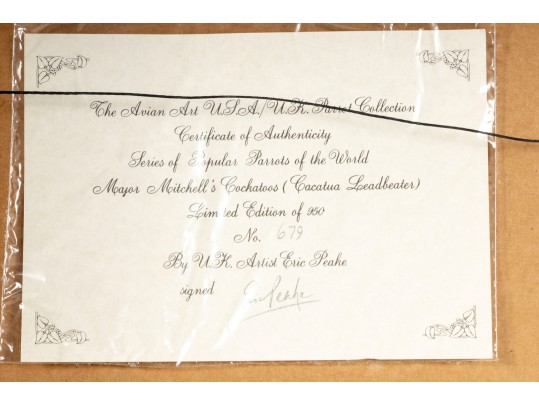 The Avian Art U.S.A./U.K. Parrot Collection
Certificate of Authenticity
Series of Popular Parrots of the World
Major Mitchell's Cockatoos (Cacatua Leadbeater)
Limited Edition of 950
No. 679
By U.K. Artist Eric Peake
signed E. Peake